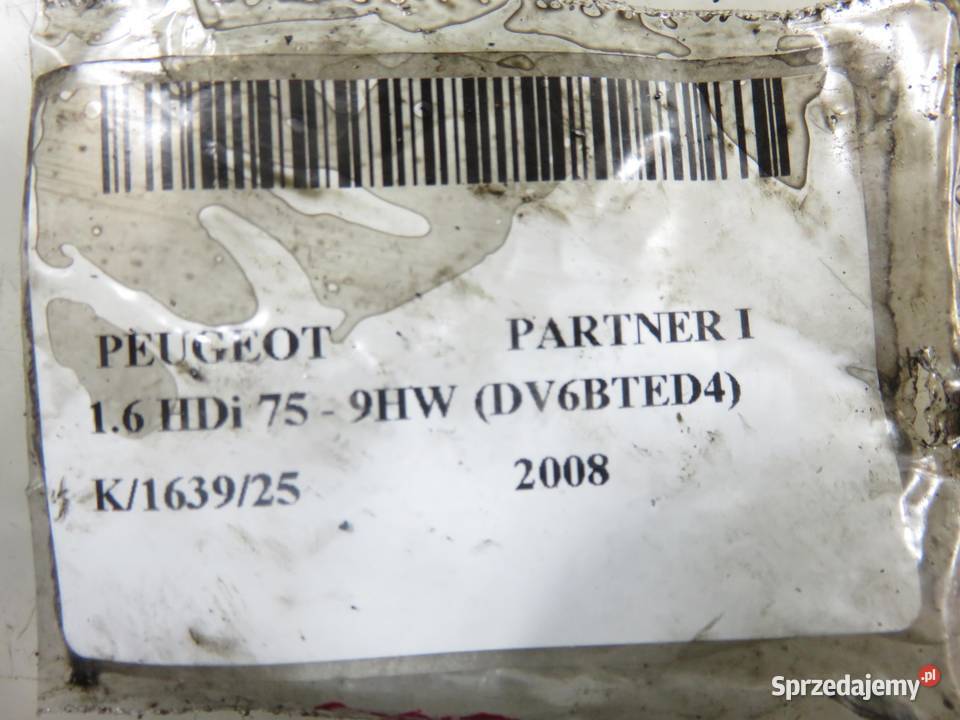 PEUGEOT PARTNER I
1.6 HDi 75 - 9HW (DV6BTED4)
K/1639/25 2008
Sprzedajemy.pl